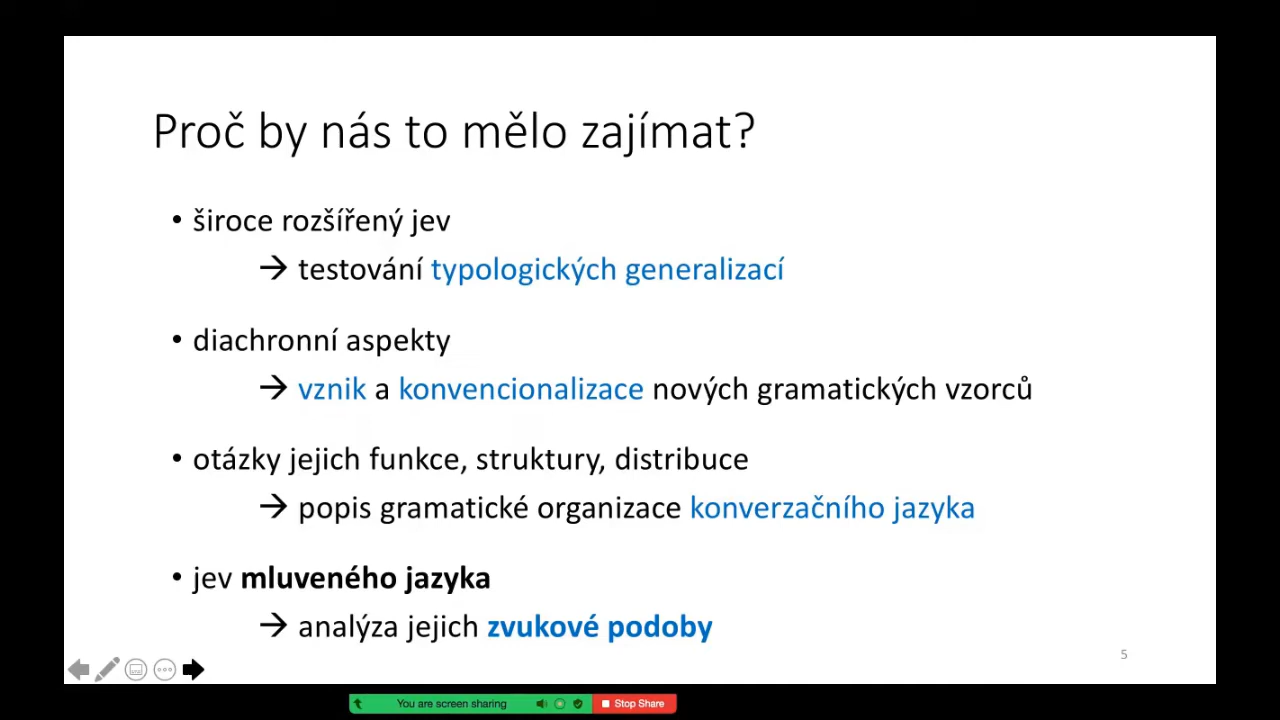 Proč by nás to mělo zajímat?
• široce rozšířený jev
→ testování typologických generalizací
• diachronní aspekty
→ vznik a konvencionalizace nových gramatických vzorců
• otázky jejich funkce, struktury, distribuce
→ popis gramatické organizace konverzačního jazyka
• jev mluveného jazyka
→ analýza jejich zvukové podoby
5
You are screen sharing
Stop Share